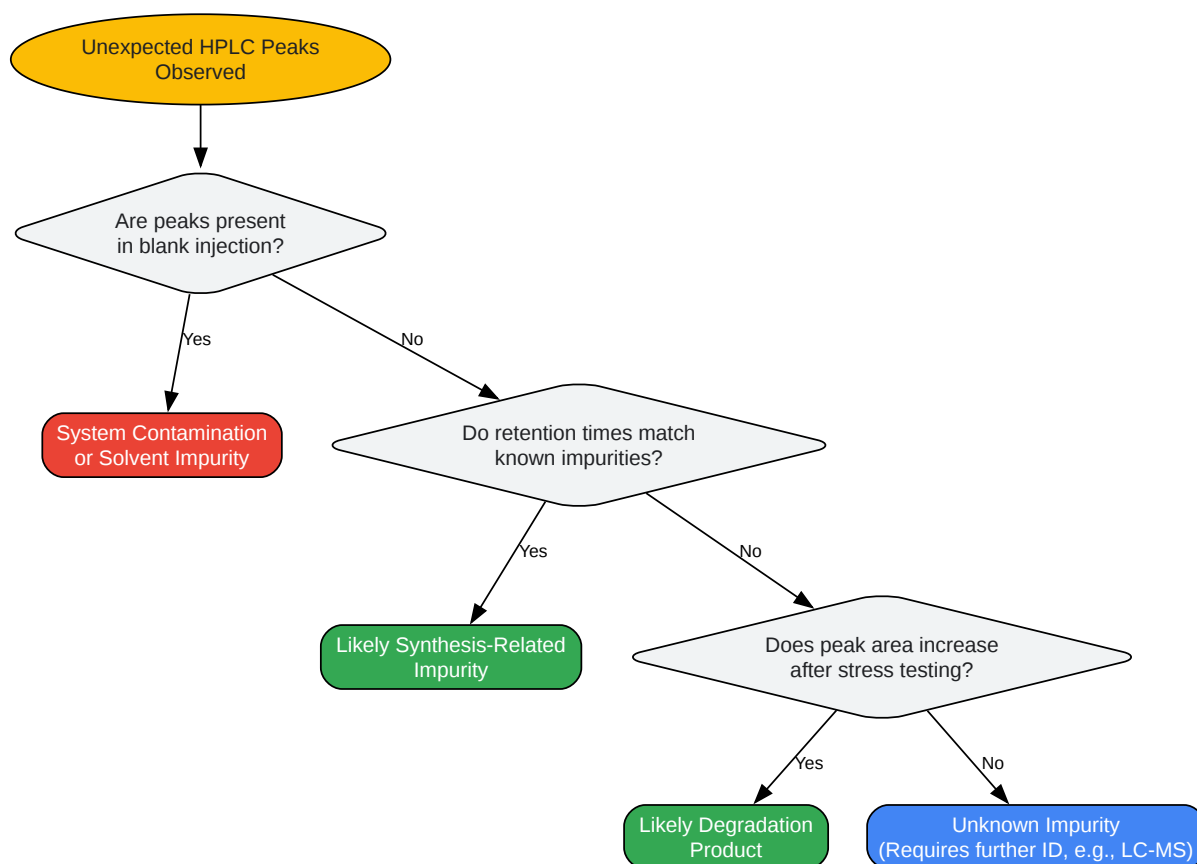 Unexpected HPLC Peaks
Observed
Are peaks present
in blank injection?
Yes
No
System Contamination
or Solvent Impurity
Do retention times match
known impurities?
Yes
No
Likely Synthesis-Related
Impurity
Does peak area increase
after stress testing?
Yes
No
Likely Degradation
Product
Unknown Impurity
(Requires further ID, e.g., LC-MS)